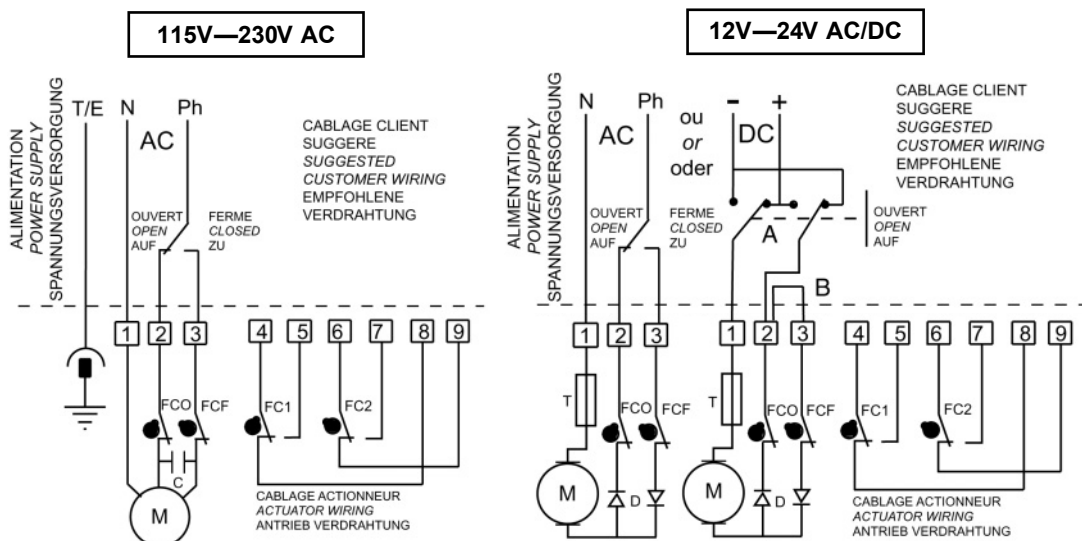 115V—230V AC
ALIMENTATION
POWER SUPPLY
SPANNUNGSVERSORGUNG
T/E
N
Ph
AC
CABLAGE CLIENT
SUGGERE
SUGGESTED
CUSTOMER WIRING
EMPFOHLENE
VERDRAHTUNG
OUVERT
OPEN
AUF
FERME
CLOSED
ZU
1 2 3 4 5 6 7 8 9
FCO
FCF
FC1
FC2
C
M
CABLAGE ACTIONNEUR
ACTUATOR WIRING
ANTRIEB VERDRAHTUNG
12V—24V AC/DC
ALIMENTATION
POWER SUPPLY
SPANNUNGSVERSORGUNG
N
Ph
AC
ou
or
oder
- +
DC
CABLAGE CLIENT
SUGGERE
SUGGESTED
CUSTOMER WIRING
EMPFOHLENE
VERDRAHTUNG
OUVERT
OPEN
AUF
FERME
CLOSED
ZU
A
OUVERT
OPEN
AUF
B
1 2 3
1 2 3 4 5 6 7 8 9
T
FCO
FCF
T
FCO
FCF
FC1
FC2
M
D
M
D
CABLAGE ACTIONNEUR
ACTUATOR WIRING
ANTRIEB VERDRAHTUNG